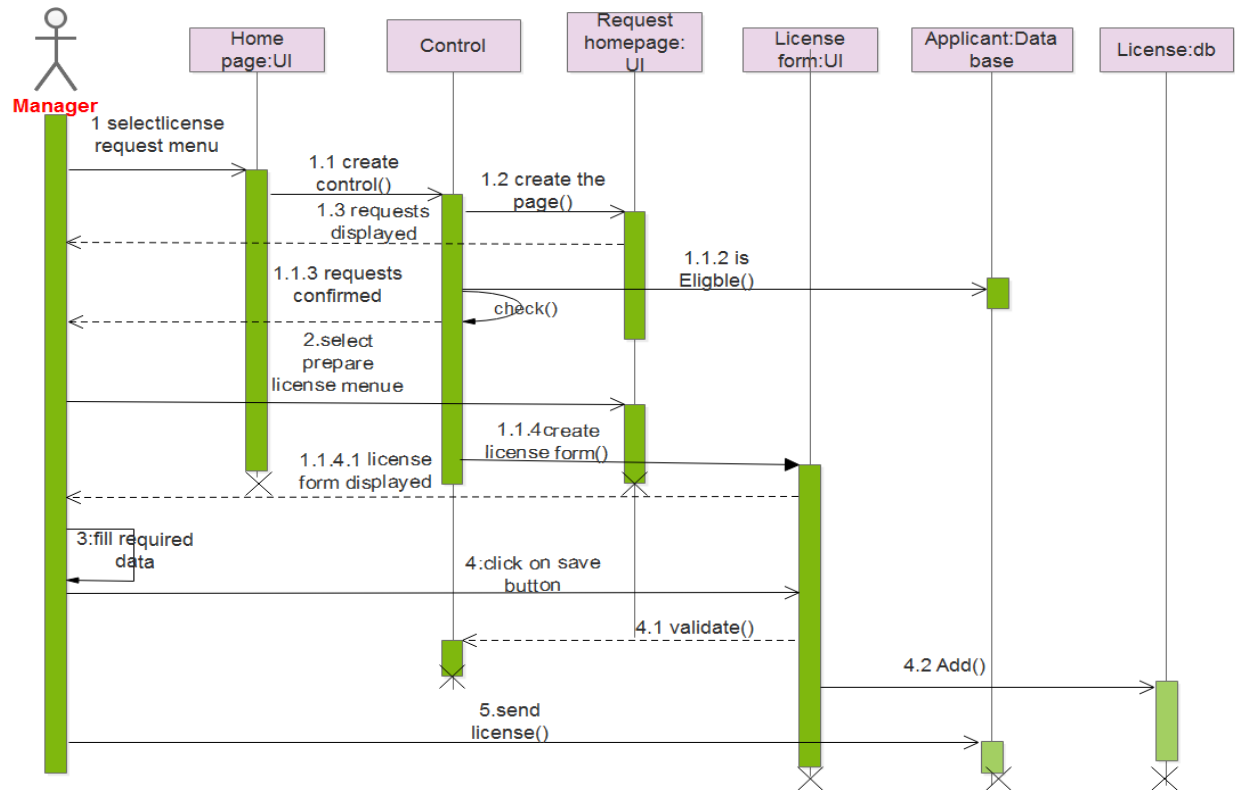 Manager
Home
page:UI
Control
Request
homepage:
UI
License
form:UI
Applicant:Data
base
License:db
1 selectlicense
request menu
1.1 create
control()
1.2 create the
page()
1.3 requests
displayed
1.1.2 is
Eligble()
1.1.3 requests
confirmed
check()
2.select
prepare
license menue
1.1.4create
license form()
1.1.4.1 license
form displayed
3:fill required
data
4:click on save
button
4.1 validate()
4.2 Add()
5.send
license()